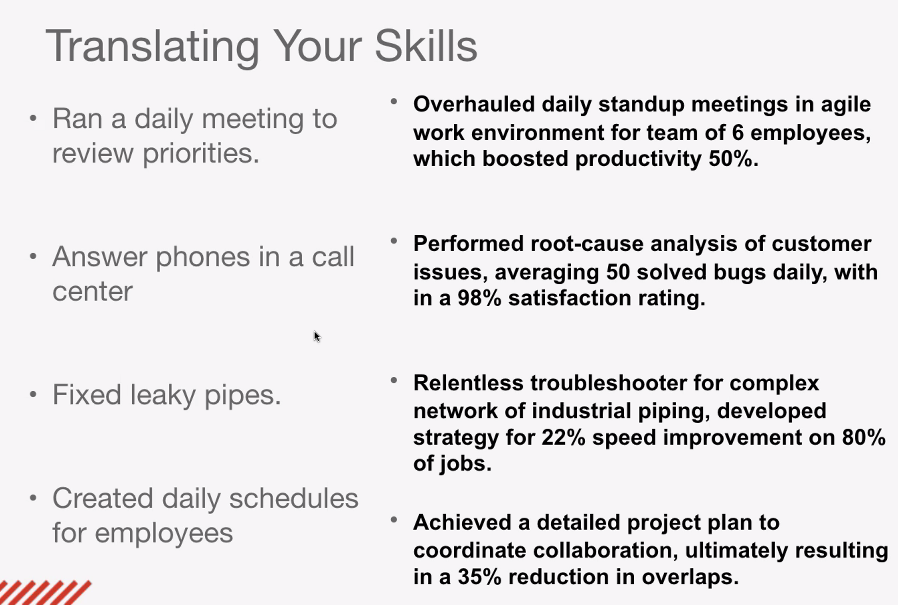 Translating Your Skills
• Ran a daily meeting to
review priorities.
• Overhauled daily standup meetings in agile
work environment for team of 6 employees,
which boosted productivity 50%.
• Answer phones in a call
center
• Performed root-cause analysis of customer
issues, averaging 50 solved bugs daily, with
in a 98% satisfaction rating.
• Fixed leaky pipes.
• Relentless troubleshooter for complex
network of industrial piping, developed
strategy for 22% speed improvement on 80%
of jobs.
• Created daily schedules
for employees
• Achieved a detailed project plan to
coordinate collaboration, ultimately resulting
in a 35% reduction in overlaps.